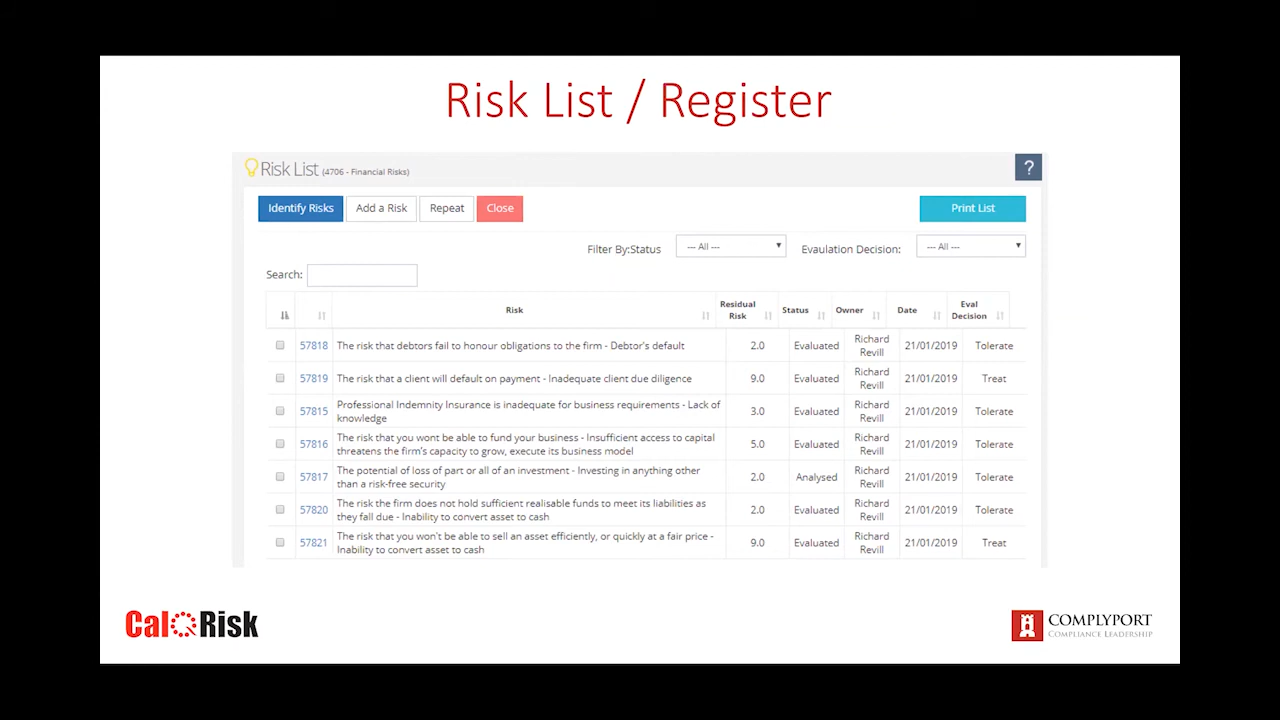 Risk List / Register
Risk List (4706 - Financial Risks)
?
Identify Risks
Add a Risk
Repeat
Close
Print List
Filter By:Status
--- All ---
Evaulation Decision:
--- All ---
Search:
Risk
Residual Risk
Status
Owner
Date
Eval Decision
57818 The risk that debtors fail to honour obligations to the firm - Debtor's default 2.0 Evaluated Richard Revill 21/01/2019 Tolerate
57819 The risk that a client will default on payment - Inadequate client due diligence 9.0 Evaluated Richard Revill 21/01/2019 Treat
57815 Professional Indemnity Insurance is inadequate for business requirements - Lack of
knowledge 3.0 Evaluated Richard Revill 21/01/2019 Tolerate
57816 The risk that you wont be able to fund your business - Insufficient access to capital
threatens the firm's capacity to grow, execute its business model 5.0 Evaluated Richard Revill 21/01/2019 Tolerate
57817 The potential of loss of part or all of an investment - Investing in anything other
than a risk-free security 2.0 Analysed Richard Revill 21/01/2019 Tolerate
57820 The risk the firm does not hold sufficient realisable funds to meet its liabilities as
they fall due - Inability to convert asset to cash 2.0 Evaluated Richard Revill 21/01/2019 Tolerate
57821 The risk that you won't be able to sell an asset efficiently, or quickly at a fair price -
Inability to convert asset to cash 9.0 Evaluated Richard Revill 21/01/2019 Treat
CalQRisk
COMPLYPORT
COMPLIANCE LEADERSHIP